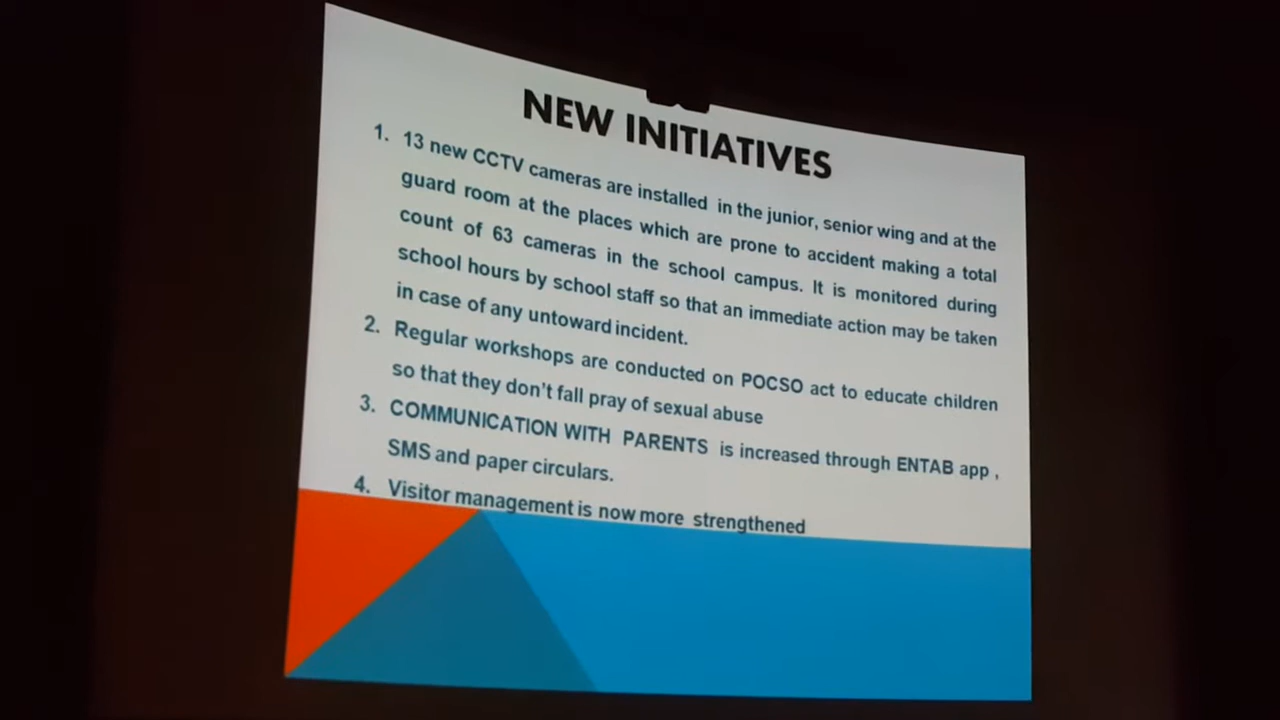 NEW INITIATIVES
1. 13 new CCTV cameras are installed in the junior, senior wing and at the
guard room at the places which are prone to accident making a total
count of 63 cameras in the school campus. It is monitored during
school hours by school staff so that an immediate action may be taken
in case of any untoward incident.
2. Regular workshops are conducted on POCSO act to educate children
so that they don't fall pray of sexual abuse
3. COMMUNICATION WITH PARENTS is increased through ENTAB app ,
SMS and paper circulars.
4. Visitor management is now more strengthened